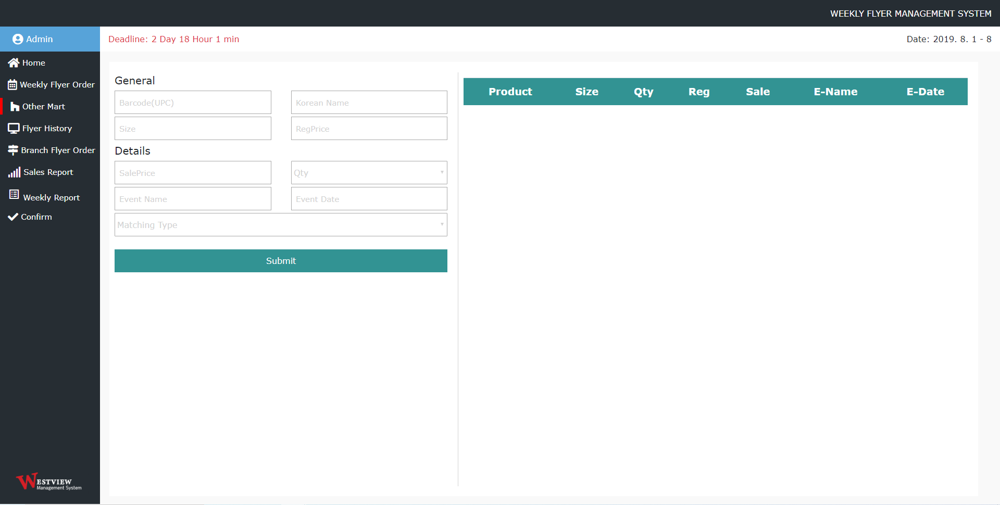 WEEKLY FLYER MANAGEMENT SYSTEM
Admin
Deadline: 2 Day 18 Hour 1 min
Date: 2019. 8. 1 - 8
Home
Weekly Flyer Order
Other Mart
Flyer History
Branch Flyer Order
Sales Report
Weekly Report
Confirm
WESTVIEW
Management System
General
Barcode(UPC)
Korean Name
Size
RegPrice
Details
SalePrice
Qty
Event Name
Event Date
Matching Type
Submit
Product Size Qty Reg Sale E-Name E-Date